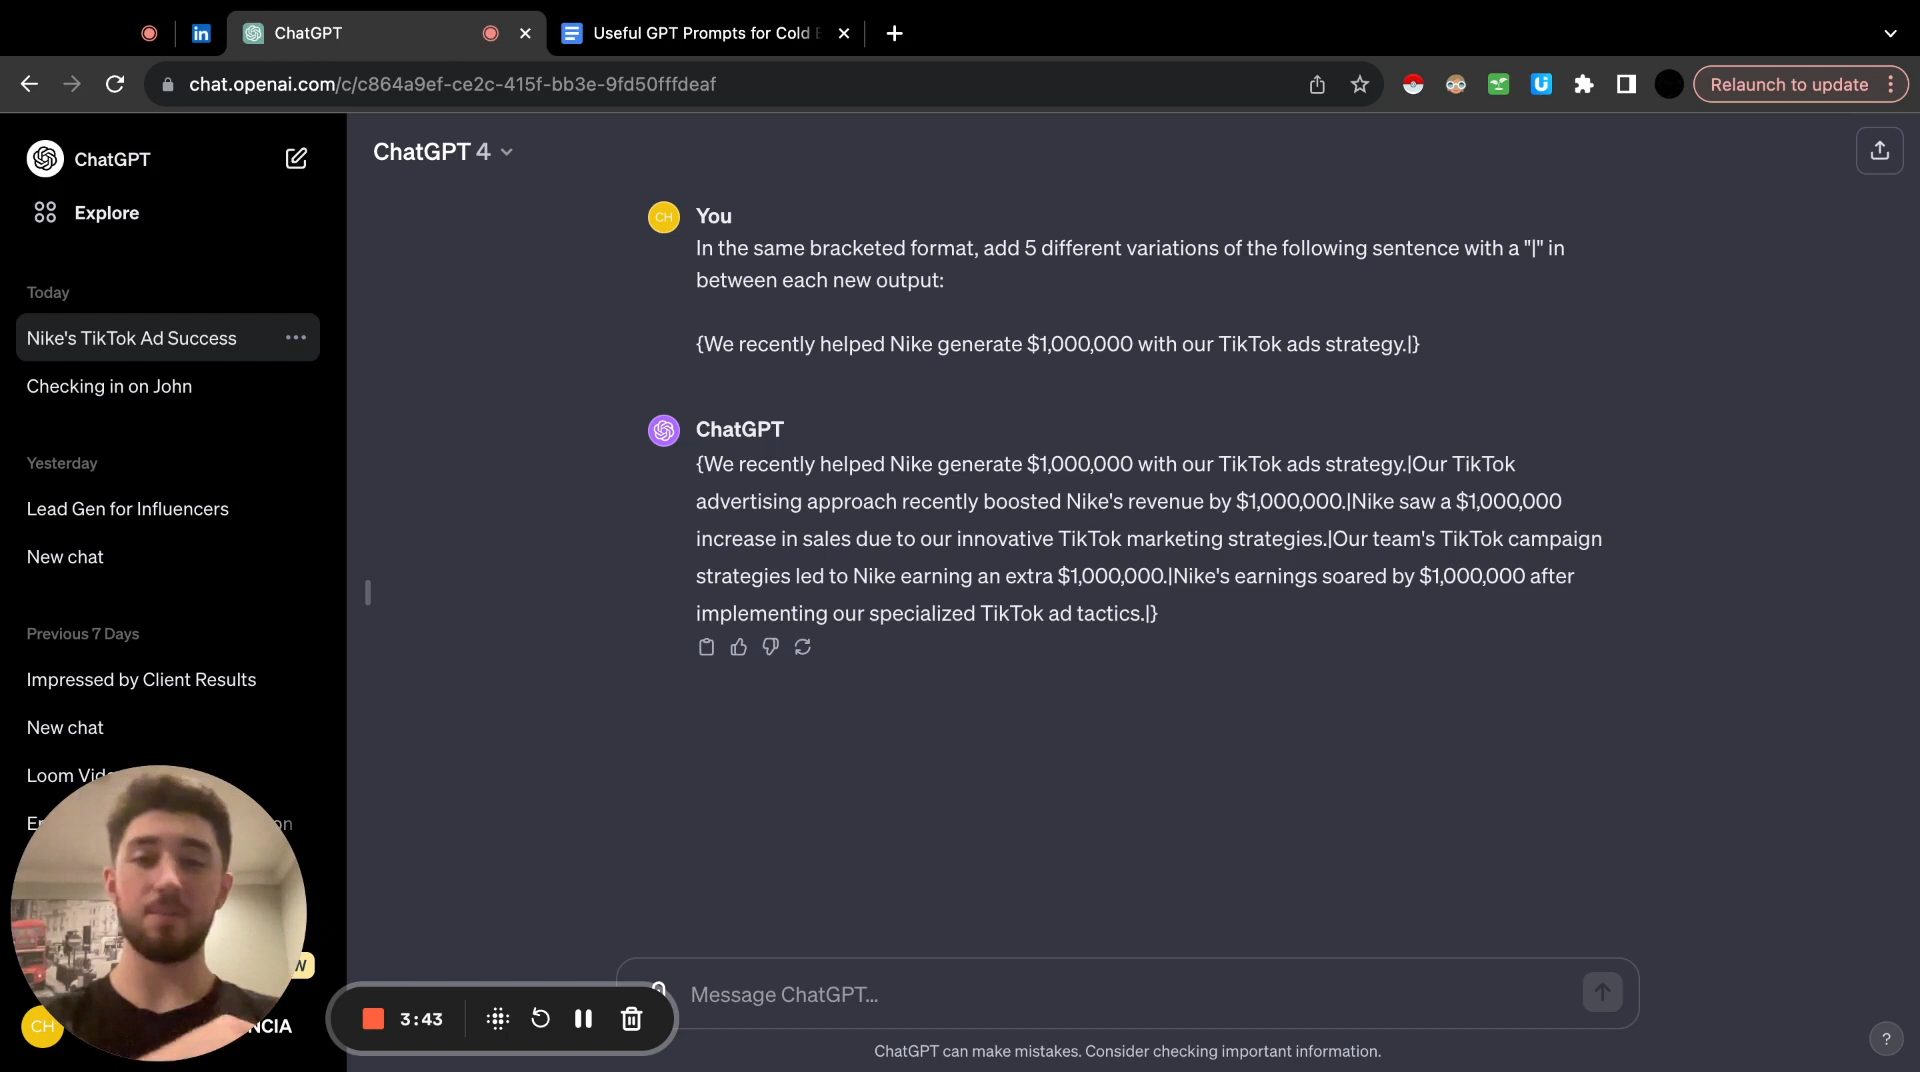 in
ChatGPT
Useful GPT Prompts for Cold
chat.openai.com/c/c864a9ef-ce2c-415f-bb3e-9fd50fffdeaf
Relaunch to update
ChatGPT
Explore
Today
Nike's TikTok Ad Success
Checking in on John
Yesterday
Lead Gen for Influencers
New chat
Previous 7 Days
Impressed by Client Results
New chat
Loom
CH
ChatGPT 4
CH
You
In the same bracketed format, add 5 different variations of the following sentence with a "|" in
between each new output:
{We recently helped Nike generate $1,000,000 with our TikTok ads strategy.|}
ChatGPT
{We recently helped Nike generate $1,000,000 with our TikTok ads strategy.|Our TikTok
advertising approach recently boosted Nike's revenue by $1,000,000.|Nike saw a $1,000,000
increase in sales due to our innovative TikTok marketing strategies.|Our team's TikTok campaign
strategies led to Nike earning an extra $1,000,000.|Nike's earnings soared by $1,000,000 after
implementing our specialized TikTok ad tactics.|}
3:43
Message ChatGPT...
ChatGPT can make mistakes. Consider checking important information.
?